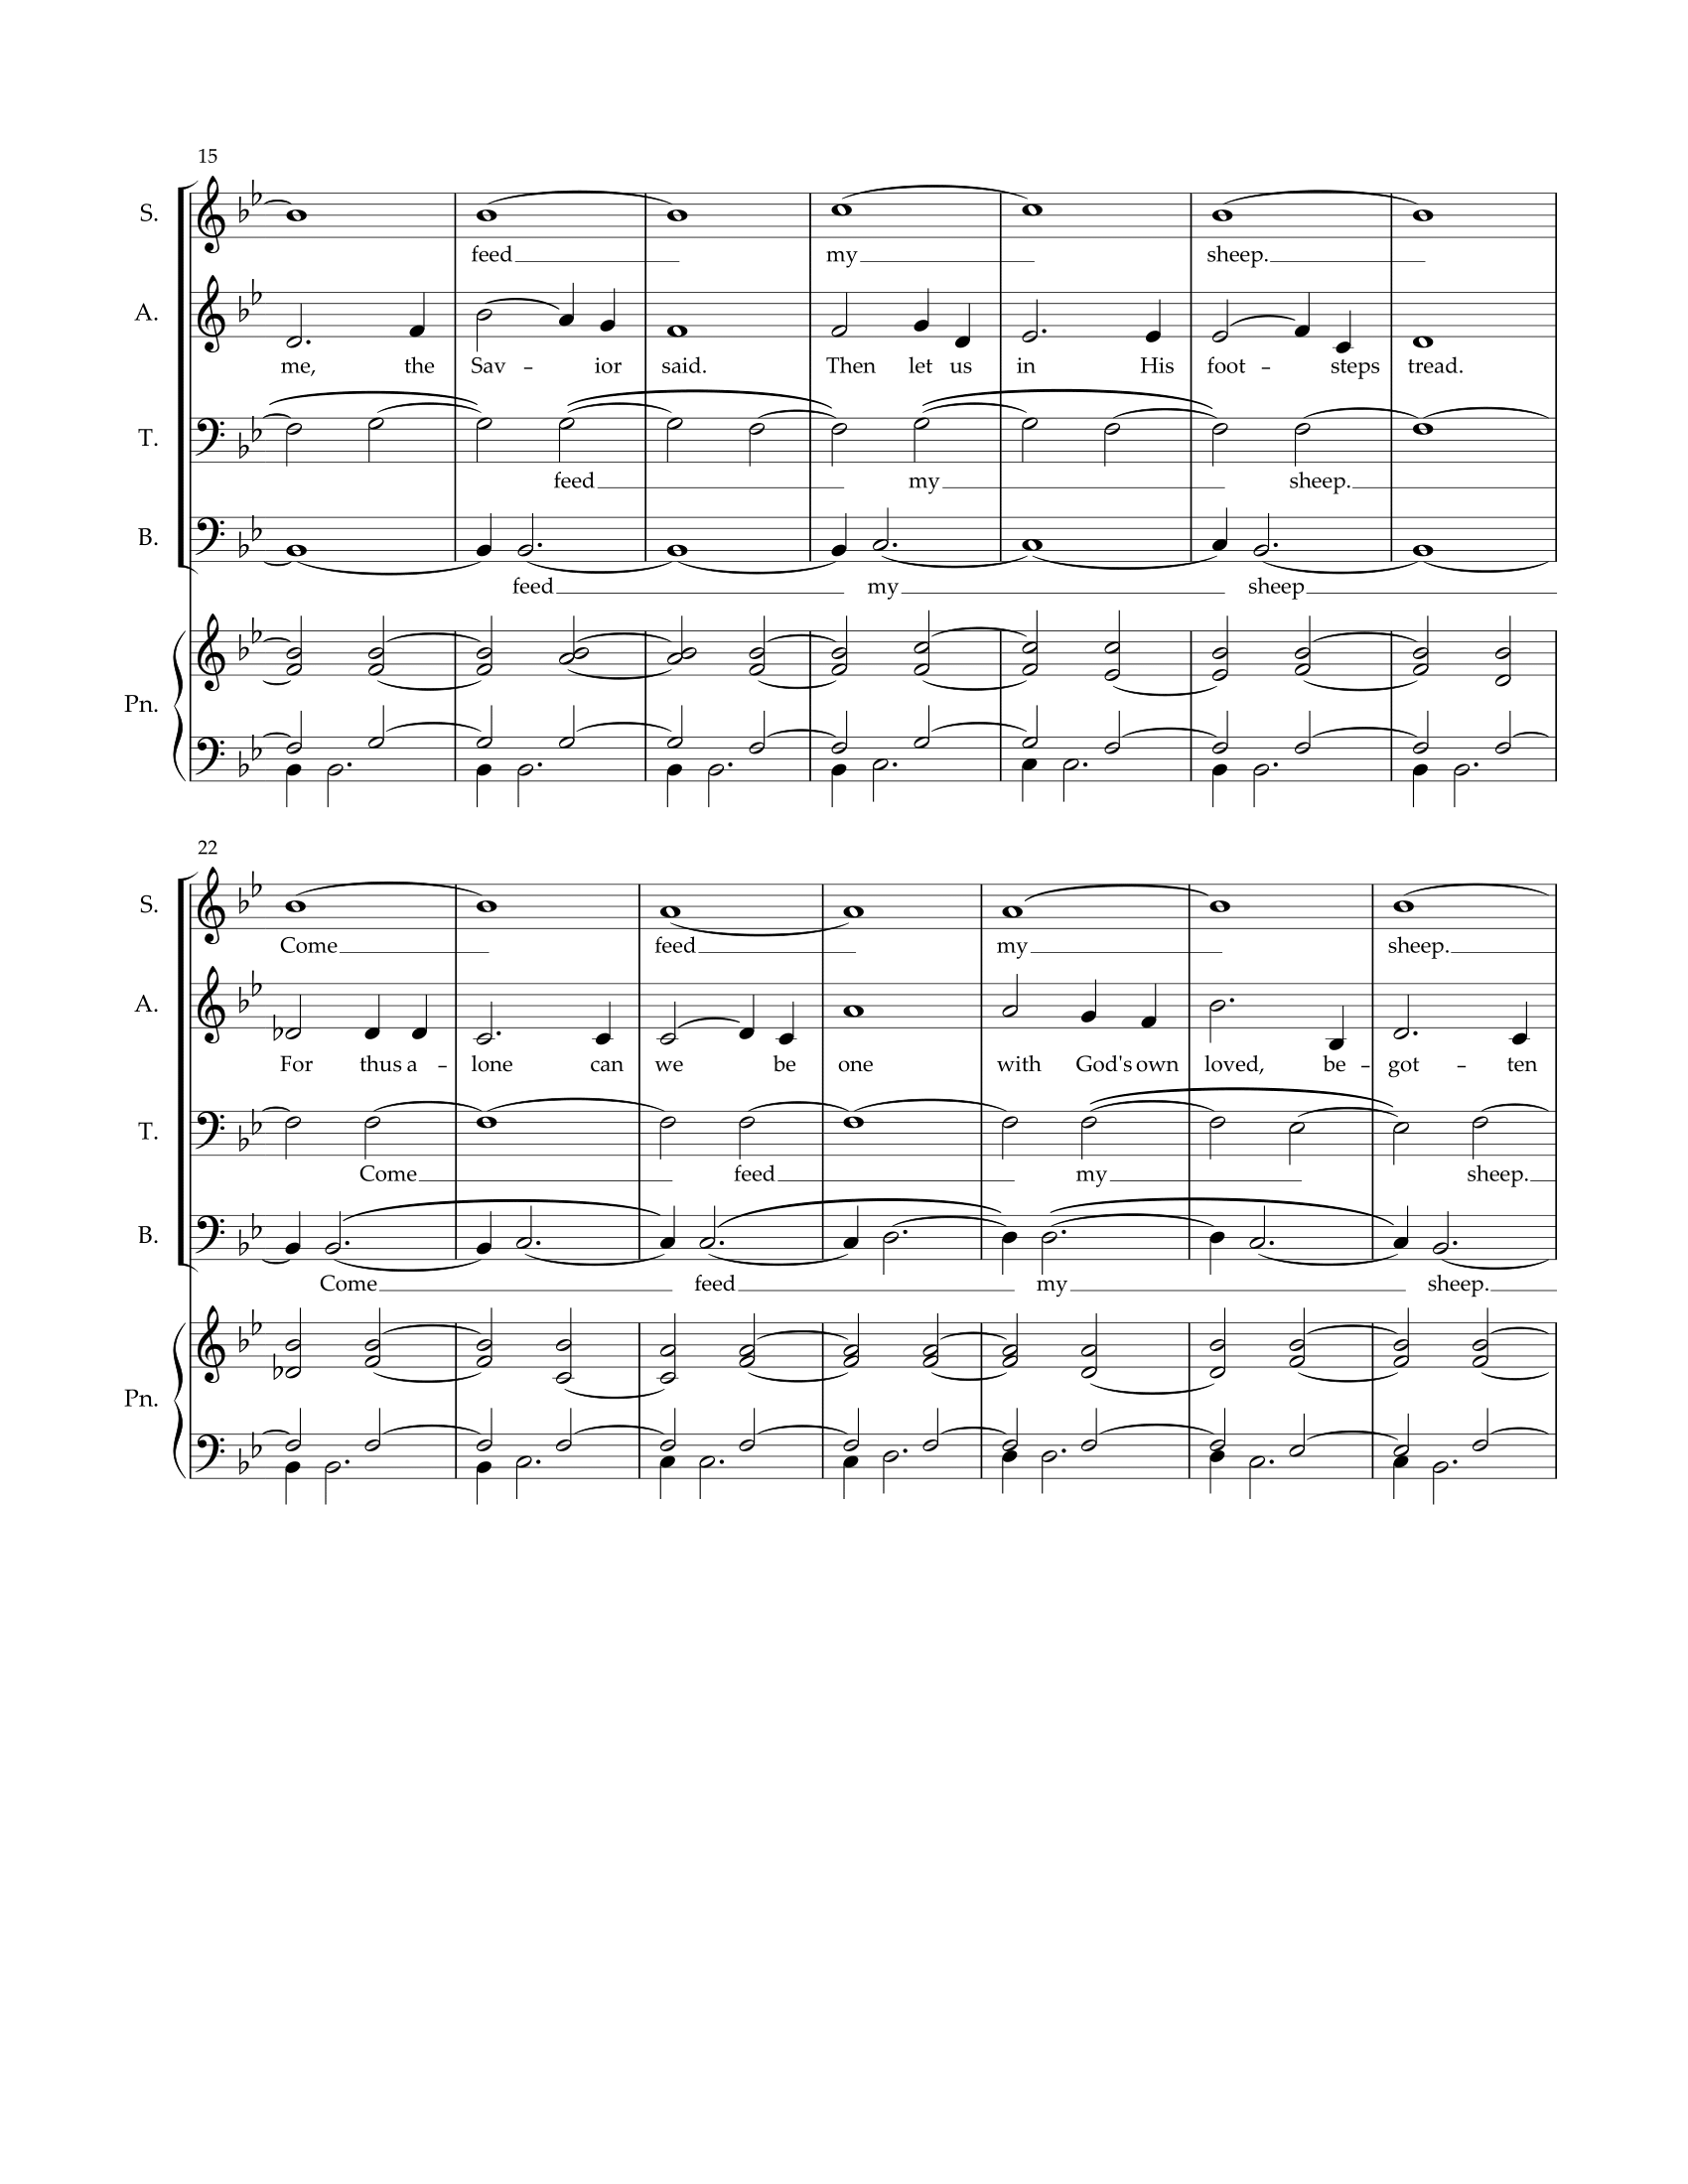 15
S.
feed my sheep.
A.
me, the Sav - ior said. Then let us in His foot - steps tread.
T.
feed my sheep.
B.
feed my sheep
Pn.
22
S.
Come feed my sheep.
A.
For thus a - lone can we be one with God's own loved, be - got - ten
T.
Come feed my sheep.
B.
Come feed my sheep.
Pn.